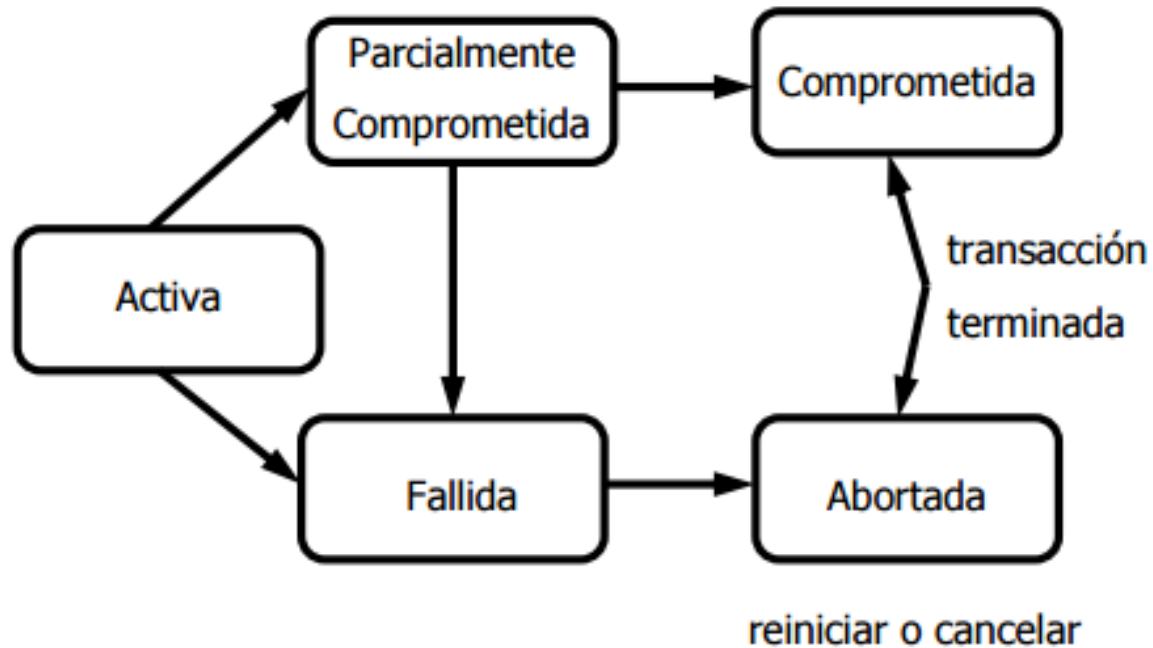 Parcialmente
Comprometida
Comprometida
Activa
transacción
terminada
Fallida
Abortada
reiniciar o cancelar